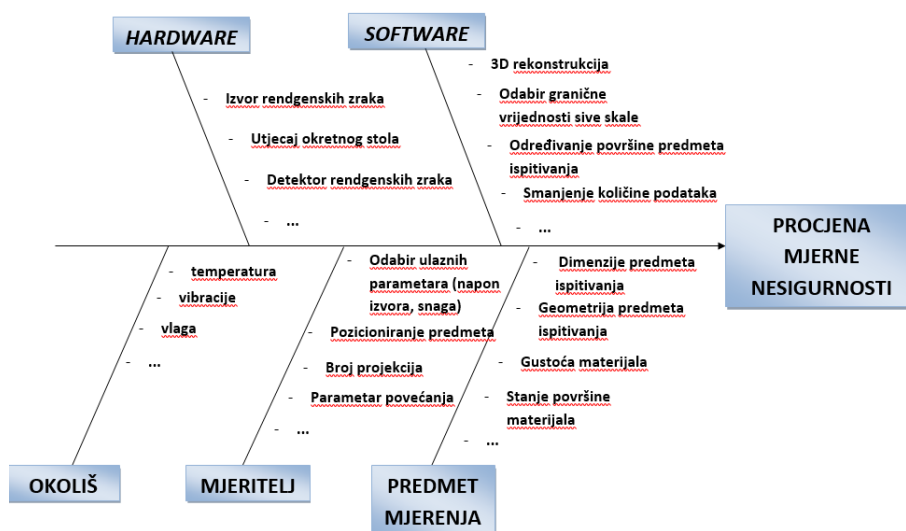 HARDWARE
- Izvor rendgenskih zraka
- Utjecaj okretnog stola
- Detektor rendgenskih zraka
- ...
SOFTWARE
- 3D rekonstrukcija
- Odabir granične
vrijednosti sive skale
- Određivanje površine predmeta
ispitivanja
- Smanjenje količine podataka
- ...
PROCJENA
MJERNE
NESIGURNOSTI
- temperatura
- vibracije
- vlaga
- ...
OKOLIŠ
- Odabir ulaznih
parametara (napon
izvora, snaga)
- Pozicioniranje predmeta
- Broj projekcija
- Parametar povećanja
- ...
MJERITELJ
- Dimenzije predmeta
ispitivanja
- Geometrija predmeta
ispitivanja
- Gustoća materijala
- Stanje površine
materijala
- ...
PREDMET
MJERENJA